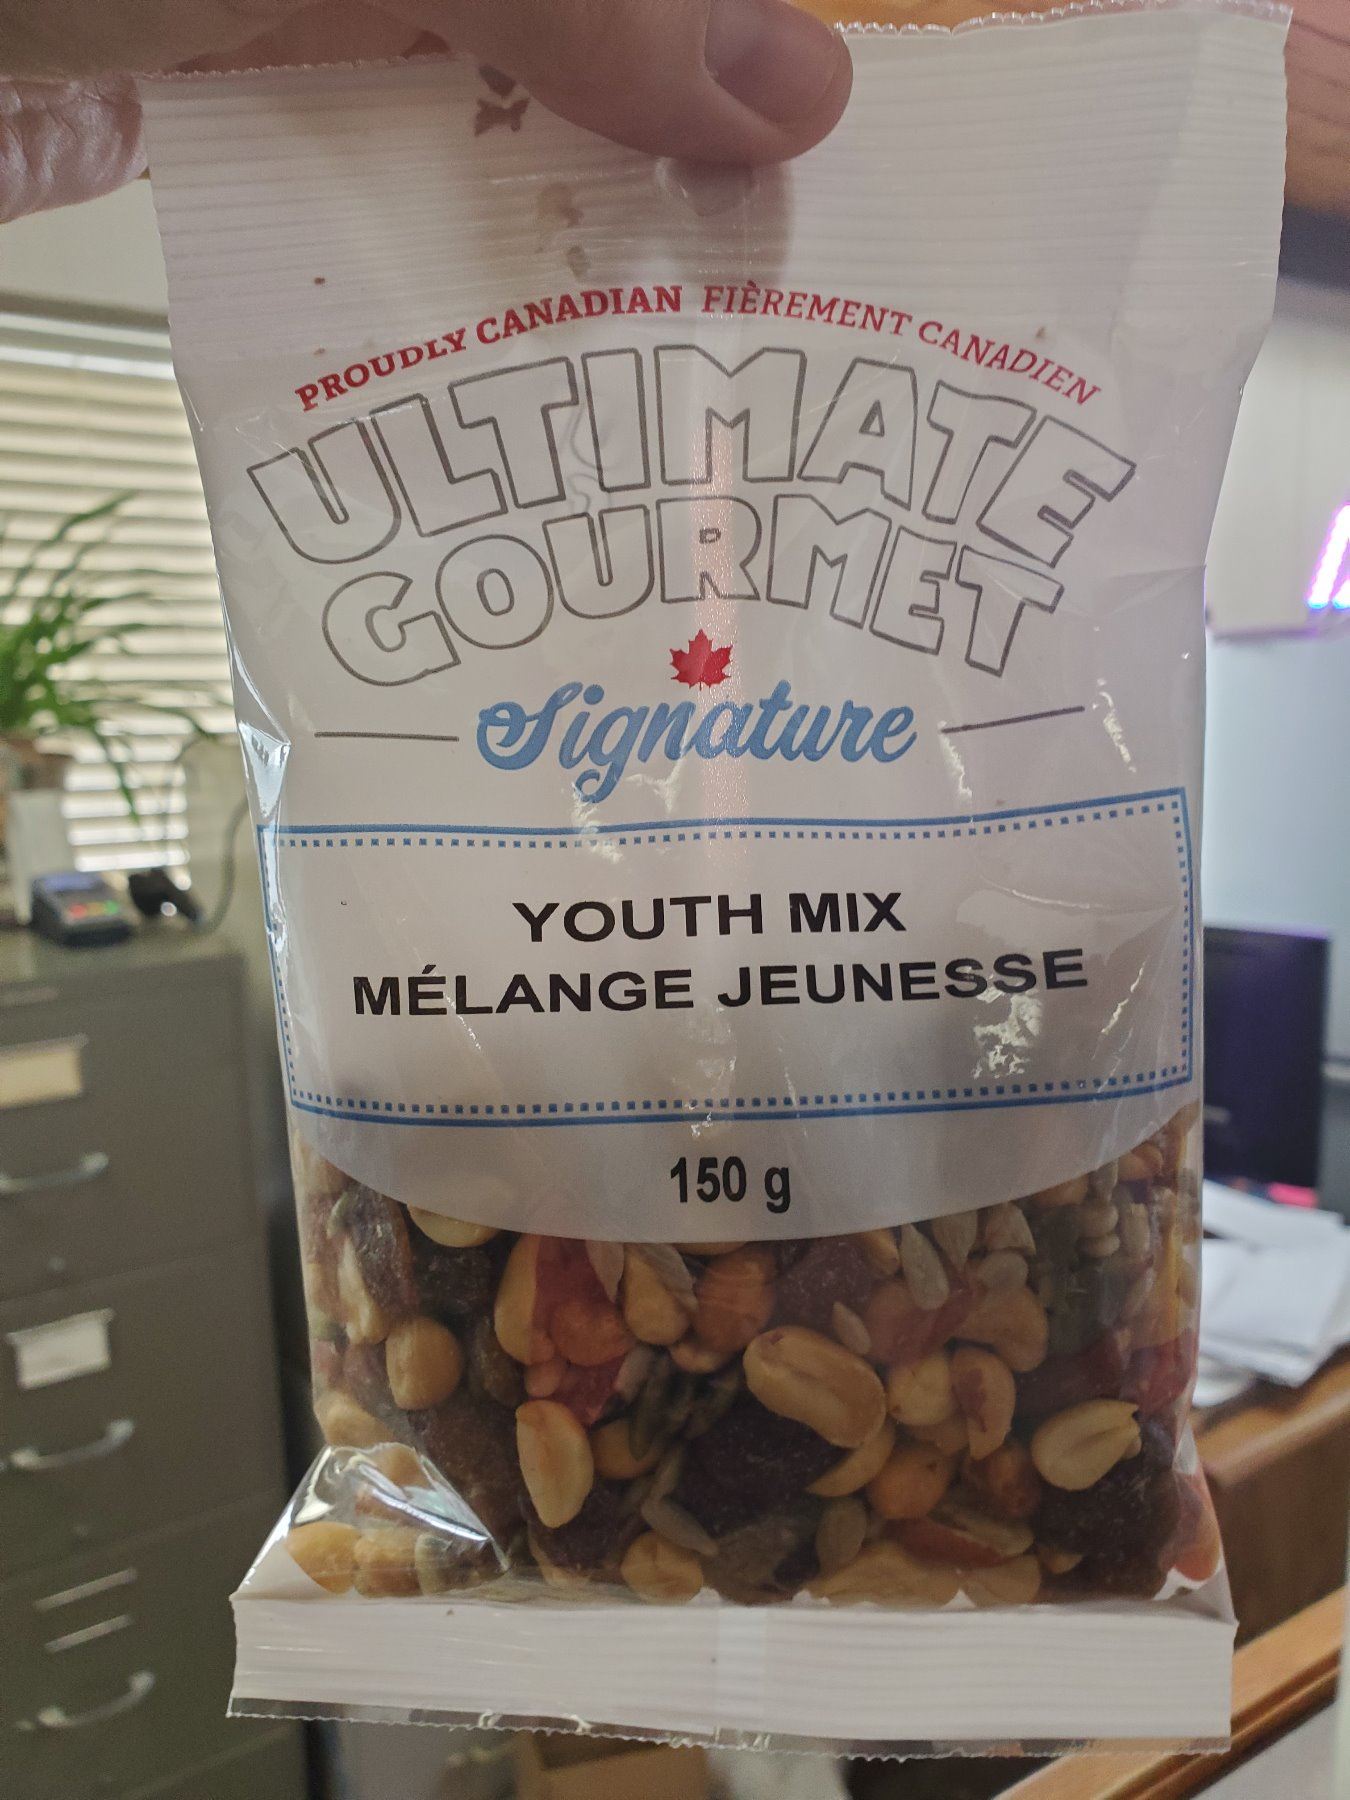 PROUDLY CANADIAN FIÈREMENT CANADIEN
ULTIMATE
GOURMET
Signature
YOUTH MIX
MÉLANGE JEUNESSE
150 g